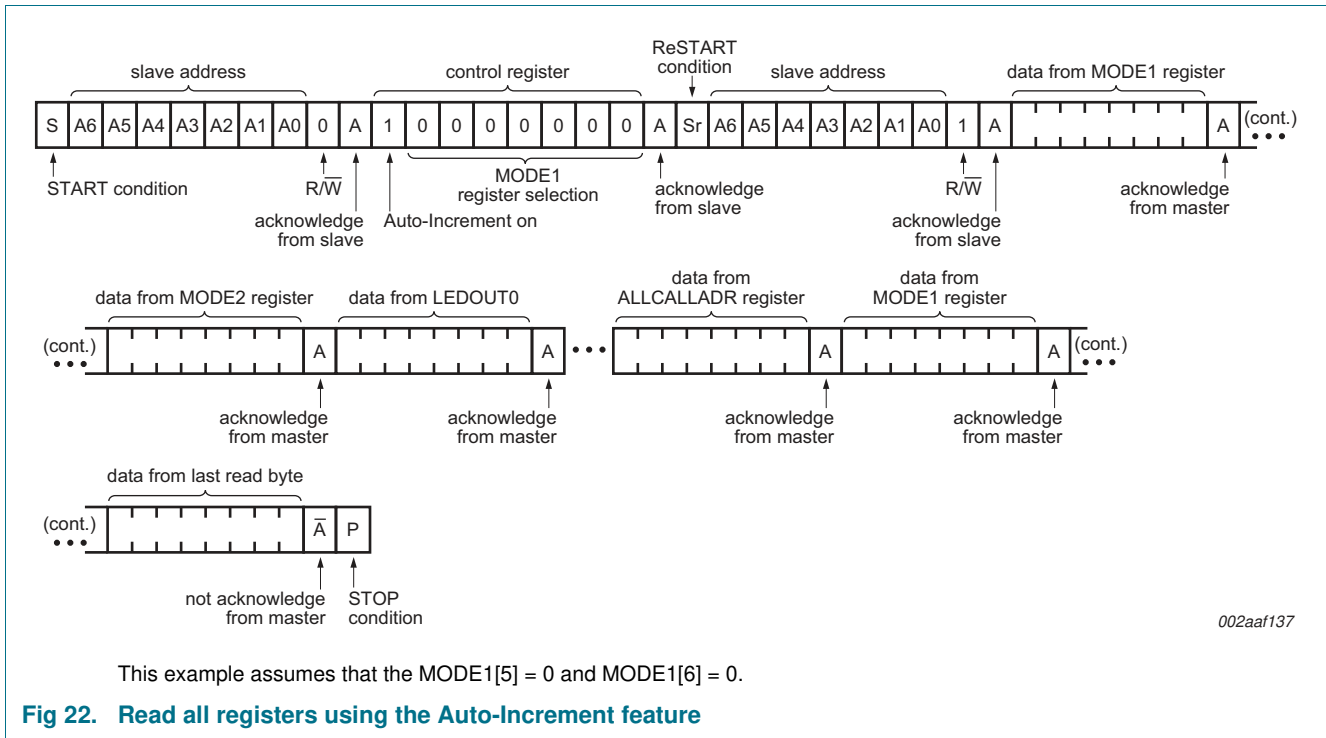 ReSTART
condition
slave address
control register
slave address
data from MODE1 register
S A6 A5 A4 A3 A2 A1 A0 0 A 1 0 0 0 0 0 0 0 A Sr A6 A5 A4 A3 A2 A1 A0 1 A A (cont.)
START condition
R/W̅
acknowledge
from slave
Auto-Increment on
MODE1
register selection
acknowledge
from slave
R/W̅
acknowledge
from slave
acknowledge
from master
data from MODE2 register
data from LEDOUT0
data from
ALLCALLADR register
data from
MODE1 register
(cont.) A A A A (cont.)
acknowledge
from master
acknowledge
from master
acknowledge
from master
acknowledge
from master
data from last read byte
(cont.) A̅ P
not acknowledge
from master
STOP
condition
002aaf137
This example assumes that the MODE1[5] = 0 and MODE1[6] = 0.
Fig 22. Read all registers using the Auto-Increment feature